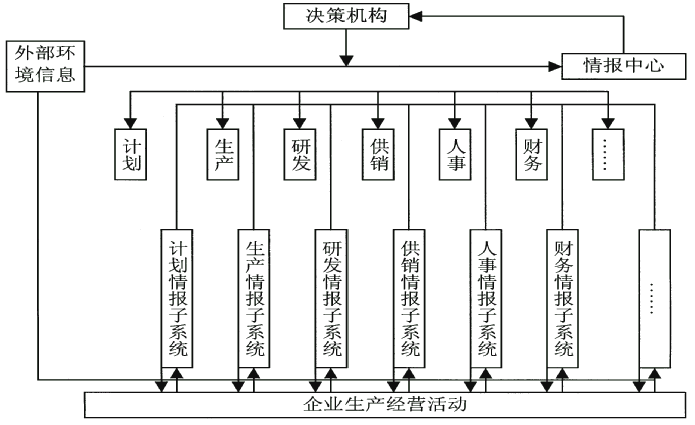 决策机构
外部环
境信息
情报中心
计划
生产
研发
供销
人事
财务
……
计划情报子系统
生产情报子系统
研发情报子系统
供销情报子系统
人事情报子系统
财务情报子系统
……
企业生产经营活动